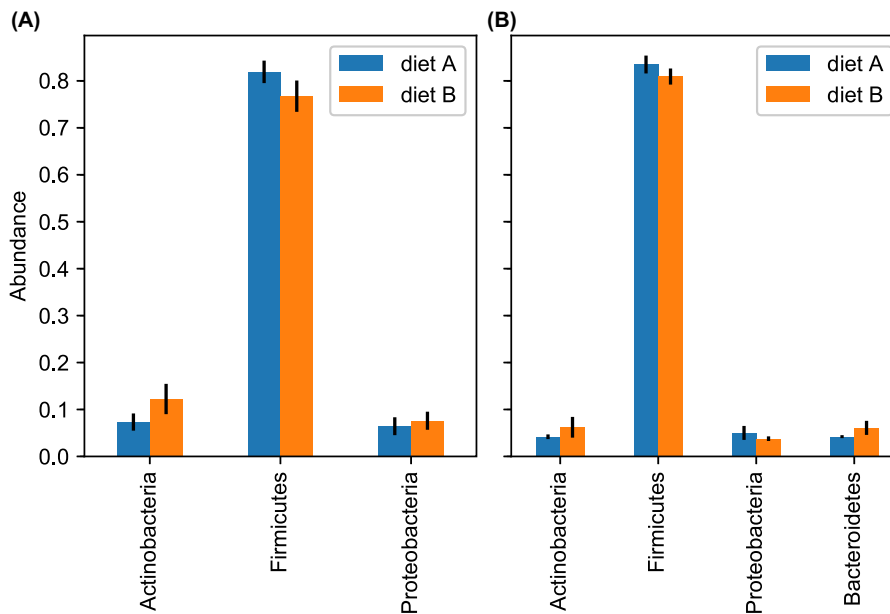 (A)
(B)
diet A
diet B
diet A
diet B
Abundance
0.8
0.7
0.6
0.5
0.4
0.3
0.2
0.1
0.0
Actinobacteria
Firmicutes
Proteobacteria
Actinobacteria
Firmicutes
Proteobacteria
Bacteroidetes